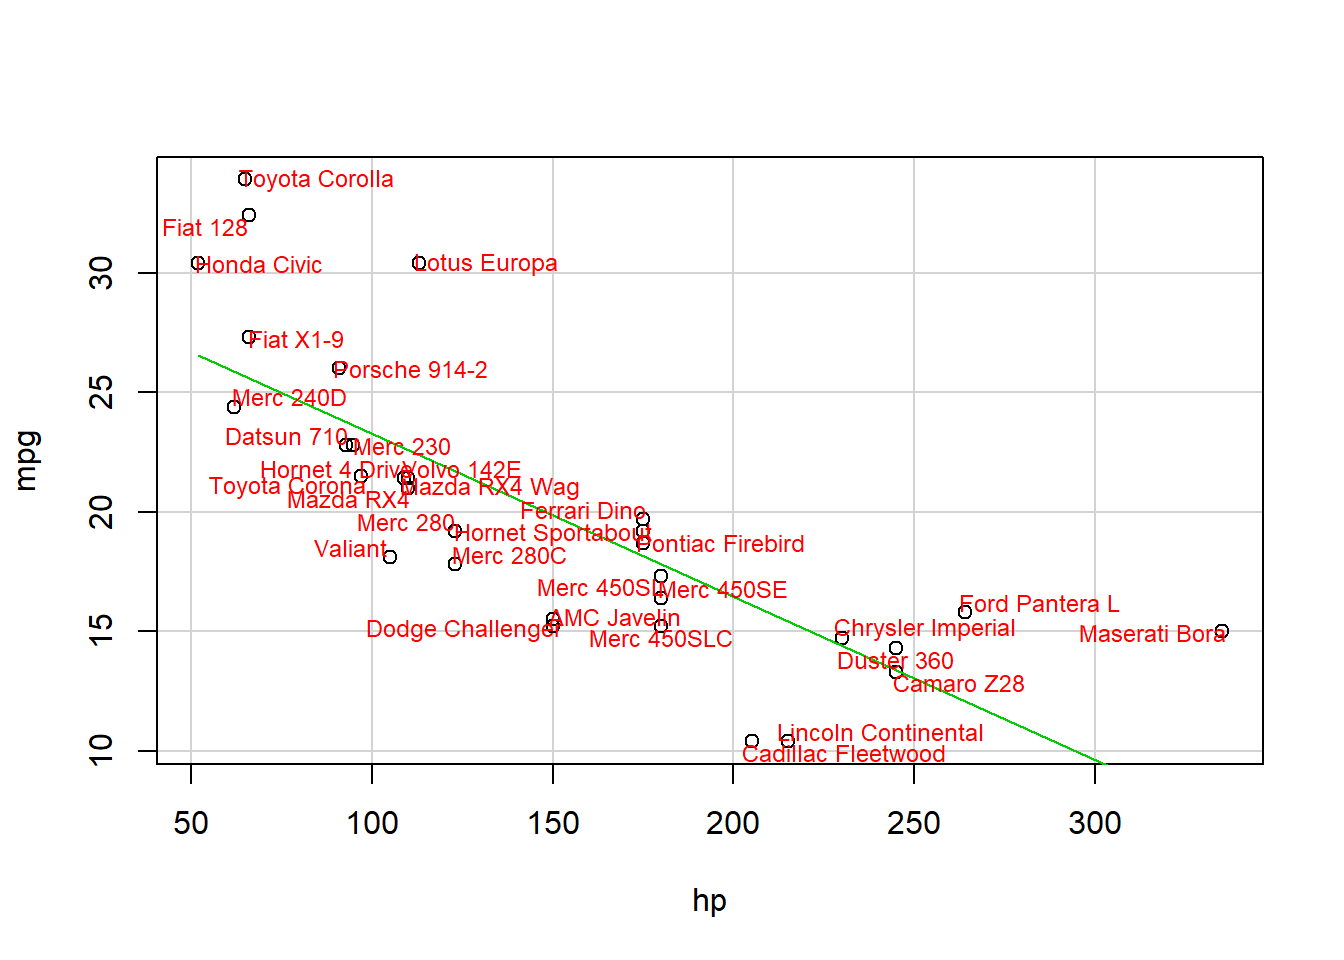 Toyota Corolla
Fiat 128
Honda Civic
Lotus Europa
Fiat X1-9
Porsche 914-2
Merc 240D
Datsun 710
Merc 230
Hornet 4 Drive
Volvo 142E
Toyota Corona
Mazda RX4 Wag
Mazda RX4
Ferrari Dino
Merc 280
Hornet Sportabout
Pontiac Firebird
Valiant
Merc 280C
Merc 450SL
Merc 450SE
Ford Pantera L
AMC Javelin
Dodge Challenger
Chrysler Imperial
Maserati Bora
Merc 450SLC
Duster 360
Camaro Z28
Lincoln Continental
Cadillac Fleetwood
30
25
20
15
10
mpg
50 100 150 200 250 300
hp